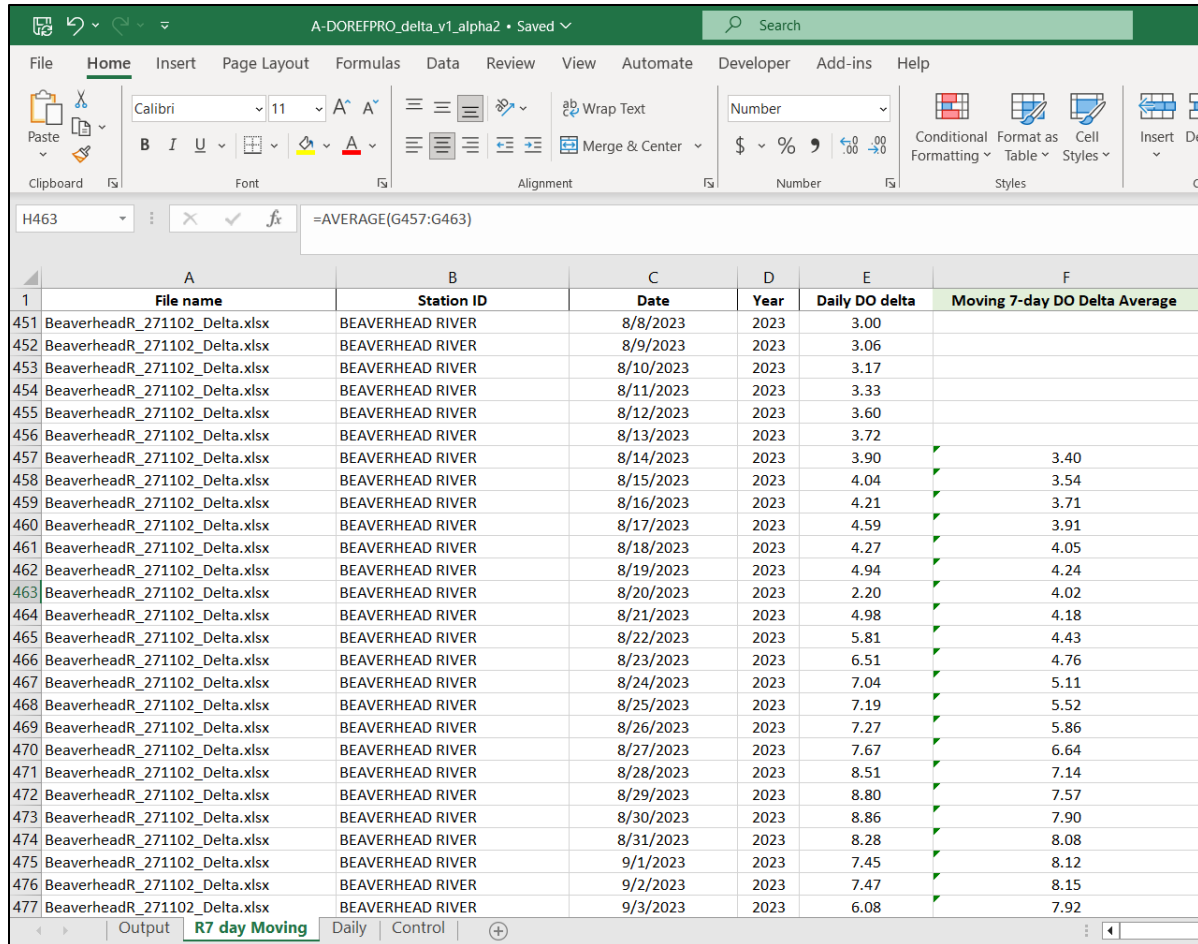 A-DOREFPRO_delta_v1_alpha2 • Saved Search
File Home Insert Page Layout Formulas Data Review View Automate Developer Add-ins Help
Calibri 11 A^ Aˇ ab Wrap Text Number Conditional Formatting Format as Table Cell Styles Insert De
Paste B I U A Merge & Center $ % 9 .00
Clipboard Font Alignment Number Styles C
H463 fx =AVERAGE(G457:G463)
A B C D E F
1 File name Station ID Date Year Daily DO delta Moving 7-day DO Delta Average
451 BeaverheadR_271102_Delta.xlsx BEAVERHEAD RIVER 8/8/2023 2023 3.00
452 BeaverheadR_271102_Delta.xlsx BEAVERHEAD RIVER 8/9/2023 2023 3.06
453 BeaverheadR_271102_Delta.xlsx BEAVERHEAD RIVER 8/10/2023 2023 3.17
454 BeaverheadR_271102_Delta.xlsx BEAVERHEAD RIVER 8/11/2023 2023 3.33
455 BeaverheadR_271102_Delta.xlsx BEAVERHEAD RIVER 8/12/2023 2023 3.60
456 BeaverheadR_271102_Delta.xlsx BEAVERHEAD RIVER 8/13/2023 2023 3.72
457 BeaverheadR_271102_Delta.xlsx BEAVERHEAD RIVER 8/14/2023 2023 3.90 3.40
458 BeaverheadR_271102_Delta.xlsx BEAVERHEAD RIVER 8/15/2023 2023 4.04 3.54
459 BeaverheadR_271102_Delta.xlsx BEAVERHEAD RIVER 8/16/2023 2023 4.21 3.71
460 BeaverheadR_271102_Delta.xlsx BEAVERHEAD RIVER 8/17/2023 2023 4.59 3.91
461 BeaverheadR_271102_Delta.xlsx BEAVERHEAD RIVER 8/18/2023 2023 4.27 4.05
462 BeaverheadR_271102_Delta.xlsx BEAVERHEAD RIVER 8/19/2023 2023 4.94 4.24
463 BeaverheadR_271102_Delta.xlsx BEAVERHEAD RIVER 8/20/2023 2023 2.20 4.02
464 BeaverheadR_271102_Delta.xlsx BEAVERHEAD RIVER 8/21/2023 2023 4.98 4.18
465 BeaverheadR_271102_Delta.xlsx BEAVERHEAD RIVER 8/22/2023 2023 5.81 4.43
466 BeaverheadR_271102_Delta.xlsx BEAVERHEAD RIVER 8/23/2023 2023 6.51 4.76
467 BeaverheadR_271102_Delta.xlsx BEAVERHEAD RIVER 8/24/2023 2023 7.04 5.11
468 BeaverheadR_271102_Delta.xlsx BEAVERHEAD RIVER 8/25/2023 2023 7.19 5.52
469 BeaverheadR_271102_Delta.xlsx BEAVERHEAD RIVER 8/26/2023 2023 7.27 5.86
470 BeaverheadR_271102_Delta.xlsx BEAVERHEAD RIVER 8/27/2023 2023 7.67 6.64
471 BeaverheadR_271102_Delta.xlsx BEAVERHEAD RIVER 8/28/2023 2023 8.51 7.14
472 BeaverheadR_271102_Delta.xlsx BEAVERHEAD RIVER 8/29/2023 2023 8.80 7.57
473 BeaverheadR_271102_Delta.xlsx BEAVERHEAD RIVER 8/30/2023 2023 8.86 7.90
474 BeaverheadR_271102_Delta.xlsx BEAVERHEAD RIVER 8/31/2023 2023 8.28 8.08
475 BeaverheadR_271102_Delta.xlsx BEAVERHEAD RIVER 9/1/2023 2023 7.45 8.12
476 BeaverheadR_271102_Delta.xlsx BEAVERHEAD RIVER 9/2/2023 2023 7.47 8.15
477 BeaverheadR_271102_Delta.xlsx BEAVERHEAD RIVER 9/3/2023 2023 6.08 7.92
Output R7 day Moving Daily Control